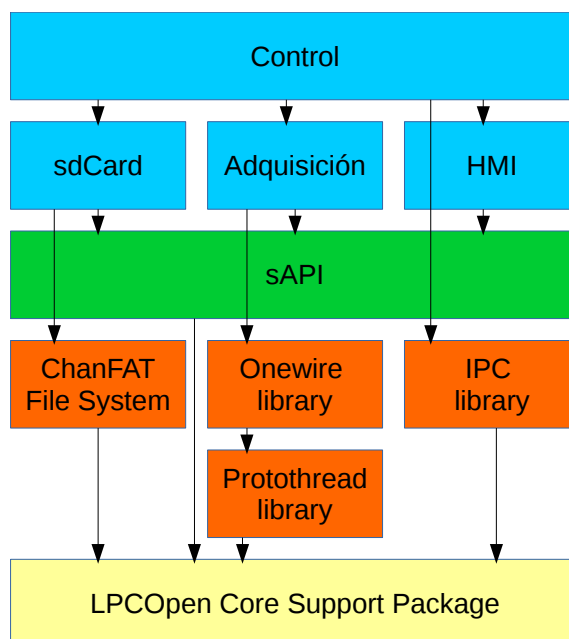 Control
sdCard
Adquisición
HMI
sAPI
ChanFAT
File System
Onewire
library
IPC
library
Protothread
library
LPCOpen Core Support Package